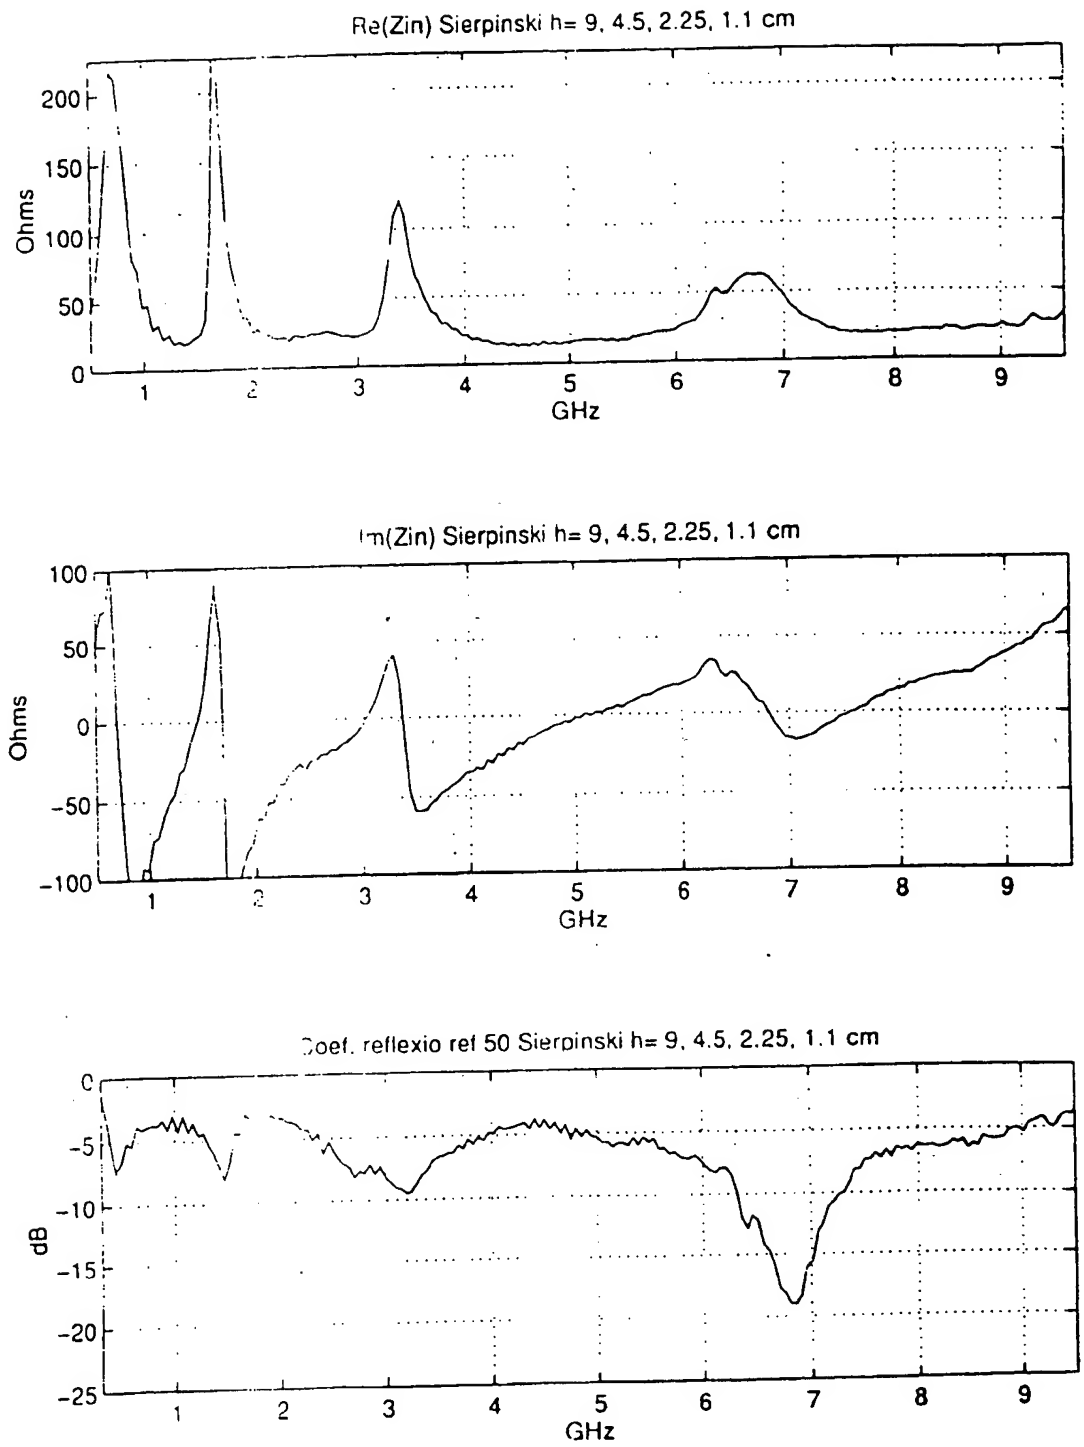 Re(Zin) Sierpinski h= 9, 4.5, 2.25, 1.1 cm
200
150
100
50
0
Ohms
1 2 3 4 5 6 7 8 9
GHz
Im(Zin) Sierpinski h= 9, 4.5, 2.25, 1.1 cm
100
50
0
−50
−100
Ohms
1 2 3 4 5 6 7 8 9
GHz
Coef. reflexio ref 50 Sierpinski h= 9, 4.5, 2.25, 1.1 cm
0
−5
−10
−15
−20
−25
dB
1 2 3 4 5 6 7 8 9
GHz